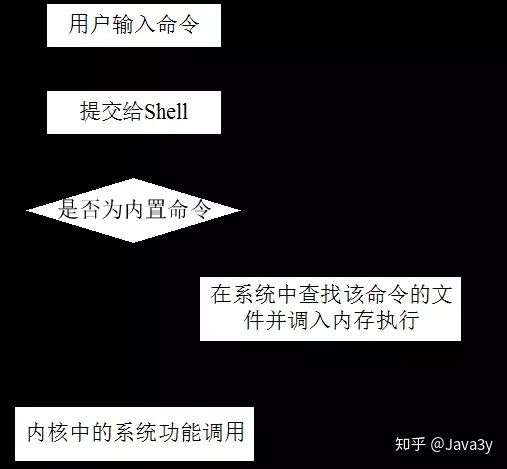 用户输入命令
提交给Shell
是否为内置命令
在系统中查找该命令的文
件并调入内存执行
内核中的系统功能调用
知乎 @Java3y